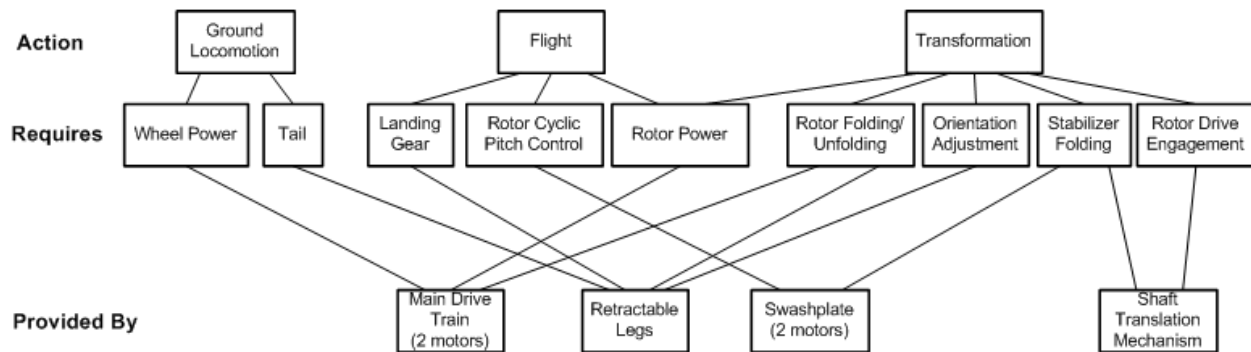 Action
Ground
Locomotion
Flight
Transformation
Requires
Wheel Power
Tail
Landing
Gear
Rotor Cyclic
Pitch Control
Rotor Power
Rotor Folding/
Unfolding
Orientation
Adjustment
Stabilizer
Folding
Rotor Drive
Engagement
Provided By
Main Drive
Train
(2 motors)
Retractable
Legs
Swashplate
(2 motors)
Shaft
Translation
Mechanism